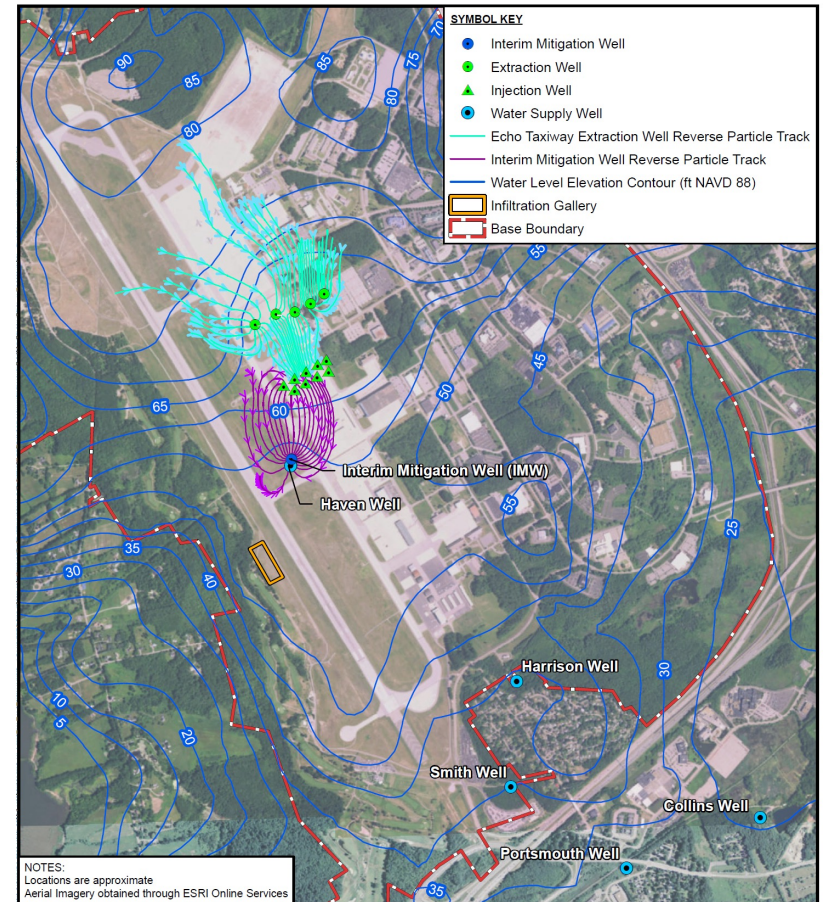 SYMBOL KEY
Interim Mitigation Well
Extraction Well
Injection Well
Water Supply Well
Echo Taxiway Extraction Well Reverse Particle Track
Interim Mitigation Well Reverse Particle Track
Water Level Elevation Contour (ft NAVD 88)
Infiltration Gallery
Base Boundary
70
90
85
85
75
80
80
55
45
50
65
60
Interim Mitigation Well (IMW)
Haven Well
55
25
35
30
40
Harrison Well
30
10
5
20
Smith Well
Collins Well
Portsmouth Well
35
NOTES:
Locations are approximate
Aerial Imagery obtained through ESRI Online Services